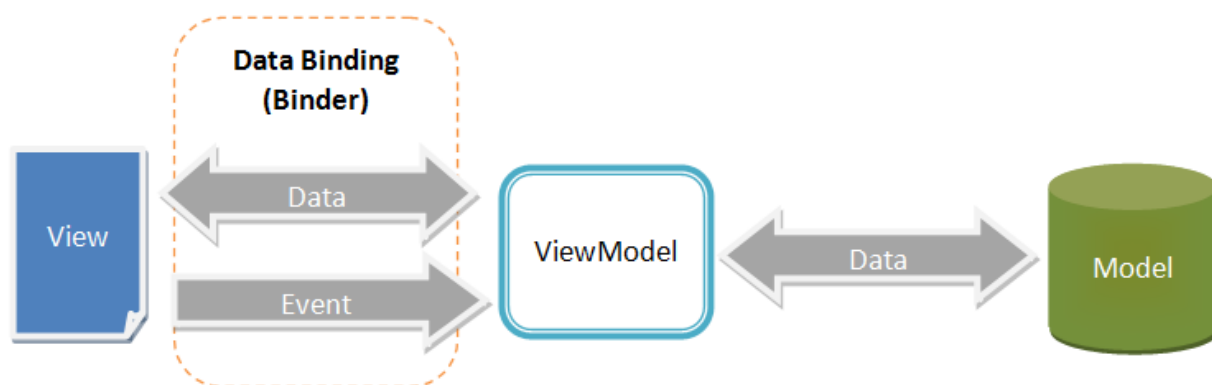 Data Binding
(Binder)
Data
View
ViewModel
Data
Model
Event